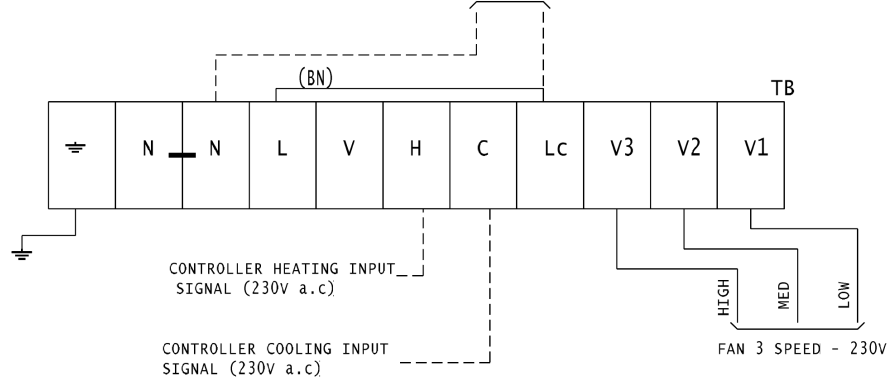 (BN)
TB
N N L V H C Lc V3 V2 V1
CONTROLLER HEATING INPUT
SIGNAL (230V a.c)
HIGH
MED
LOW
CONTROLLER COOLING INPUT
SIGNAL (230V a.c)
FAN 3 SPEED - 230V